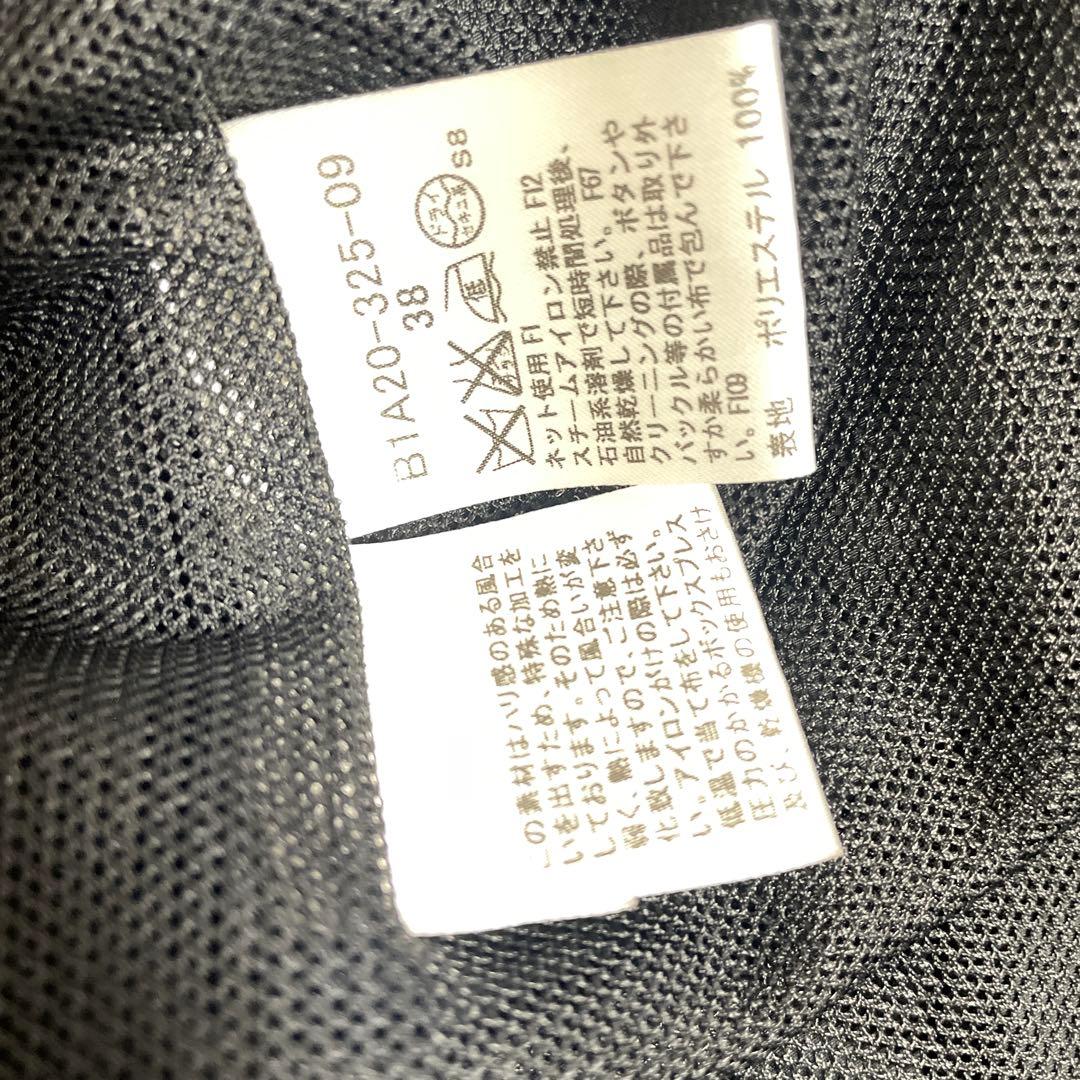 B1A20-325-09
38
38
低
ドライ
セキユ系
S8
ネット使用 F1
スチームアイロン禁止 F12
石油系溶剤で短時間処理後、
自然乾燥して下さい。 F67
クリーニングの際、ボタンや
バックル等の付属品は取り外
すか柔らかい布で包んで下さ
い。F109
表地 ポリエステル 100%
この素材はハリ感のある風合
いを出すため、特殊な加工を
しております。そのため熱に
弱く、熱によって風合いが変
化致しますので、ご注意下さ
い。アイロンがけの際は必ず
低温で当て布をして下さい。
圧力のかかるボックスプレス
及び、乾燥機の使用もおさけ